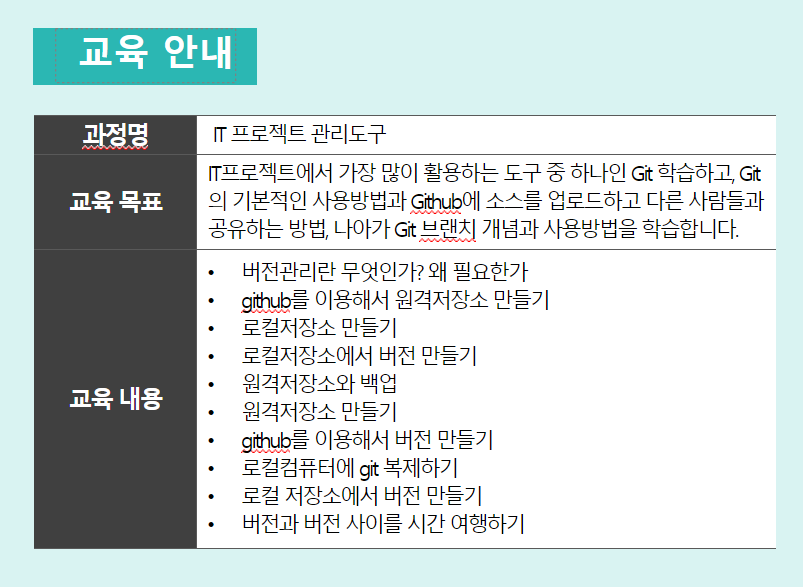 교육 안내
과정명
IT 프로젝트 관리도구
교육 목표
IT프로젝트에서 가장 많이 활용하는 도구 중 하나인 Git 학습하고, Git
의 기본적인 사용방법과 Github에 소스를 업로드하고 다른 사람들과
공유하는 방법, 나아가 Git 브랜치 개념과 사용방법을 학습합니다.
교육 내용
• 버전관리란 무엇인가? 왜 필요한가
• github를 이용해서 원격저장소 만들기
• 로컬저장소 만들기
• 로컬저장소에서 버전 만들기
• 원격저장소와 백업
• 원격저장소 만들기
• github를 이용해서 버전 만들기
• 로컬컴퓨터에 git 복제하기
• 로컬 저장소에서 버전 만들기
• 버전과 버전 사이를 시간 여행하기